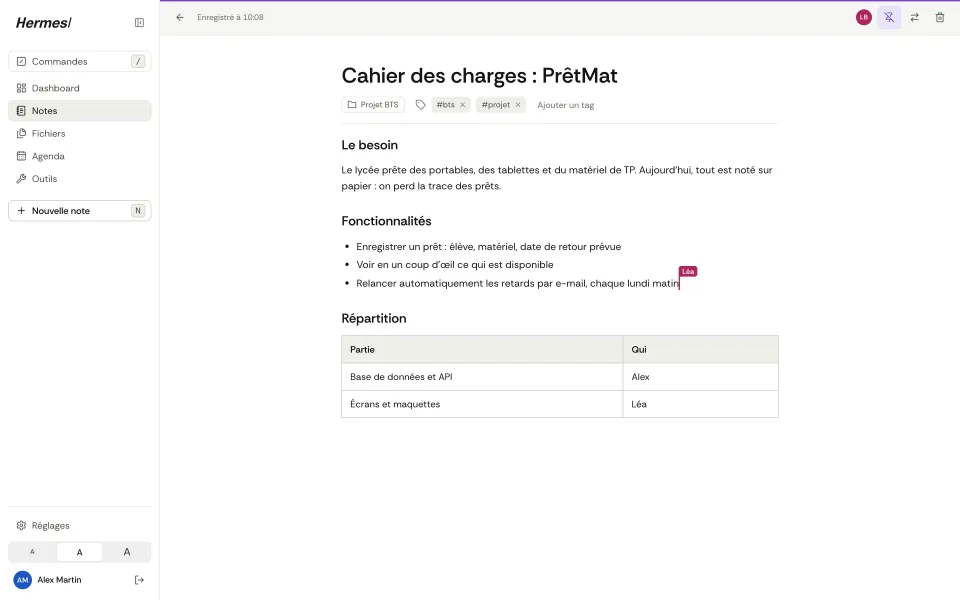 Hermes!
Commandes /
Dashboard
Notes
Fichiers
Agenda
Outils
Nouvelle note N
Réglages
A A A
AM Alex Martin
Enregistré à 10:08
LB
Cahier des charges : PrêtMat
Projet BTS #bts × #projet × Ajouter un tag
Le besoin
Le lycée prête des portables, des tablettes et du matériel de TP. Aujourd'hui, tout est noté sur
papier : on perd la trace des prêts.
Fonctionnalités
• Enregistrer un prêt : élève, matériel, date de retour prévue
• Voir en un coup d'œil ce qui est disponible
Léa
• Relancer automatiquement les retards par e-mail, chaque lundi matin
Répartition
Partie Qui
Base de données et API Alex
Écrans et maquettes Léa